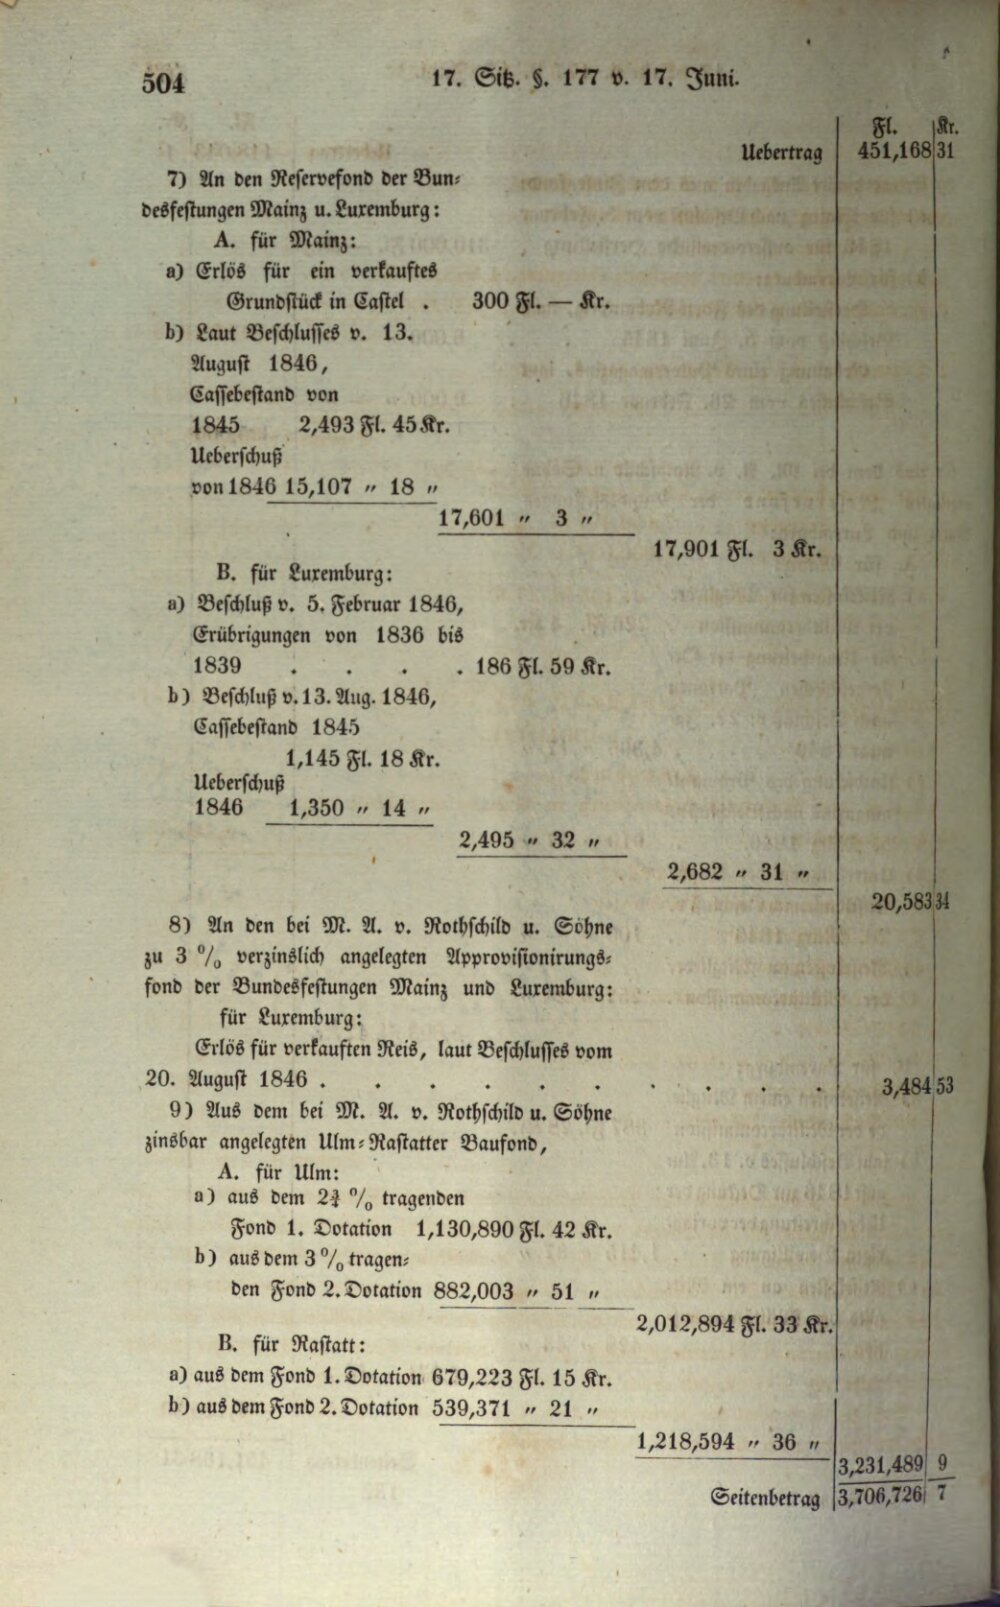 504
17. Sitz. §. 177 v. 17. Juni.
Fl. Kr.
Uebertrag 451,168 31
7) An den Reservefond der Bun-
desfestungen Mainz u. Luxemburg:
A. für Mainz:
a) Erlös für ein verkauftes
Grundstück in Castel . 300 Fl. — Kr.
b) Laut Beschlusses v. 13.
August 1846,
Cassebestand von
1845 2,493 Fl. 45 Kr.
Ueberschuß
von 1846 15,107 „ 18 „
17,601 „ 3 „
17,901 Fl. 3 Kr.
B. für Luxemburg:
a) Beschluß v. 5. Februar 1846,
Erübrigungen von 1836 bis
1839 . . . . 186 Fl. 59 Kr.
b) Beschluß v. 13. Aug. 1846,
Cassebestand 1845
1,145 Fl. 18 Kr.
Ueberschuß
1846 1,350 „ 14 „
2,495 „ 32 „
2,682 „ 31 „
20,583 34
8) An den bei M. A. v. Rothschild u. Söhne
zu 3 % verzinslich angelegten Approvisionirungs-
fond der Bundesfestungen Mainz und Luxemburg:
für Luxemburg:
Erlös für verkauften Reis, laut Beschlusses vom
20. August 1846 . . . . . . . . . . 3,484 53
9) Aus dem bei M. A. v. Rothschild u. Söhne
zinsbar angelegten Ulm-Rastatter Baufond,
A. für Ulm:
a) aus dem 2¾ % tragenden
Fond 1. Dotation 1,130,890 Fl. 42 Kr.
b) aus dem 3 % tragen-
den Fond 2. Dotation 882,003 „ 51 „
2,012,894 Fl. 33 Kr.
B. für Rastatt:
a) aus dem Fond 1. Dotation 679,223 Fl. 15 Kr.
b) aus dem Fond 2. Dotation 539,371 „ 21 „
1,218,594 „ 36 „
3,231,489 9
Seitenbetrag 3,706,726 7